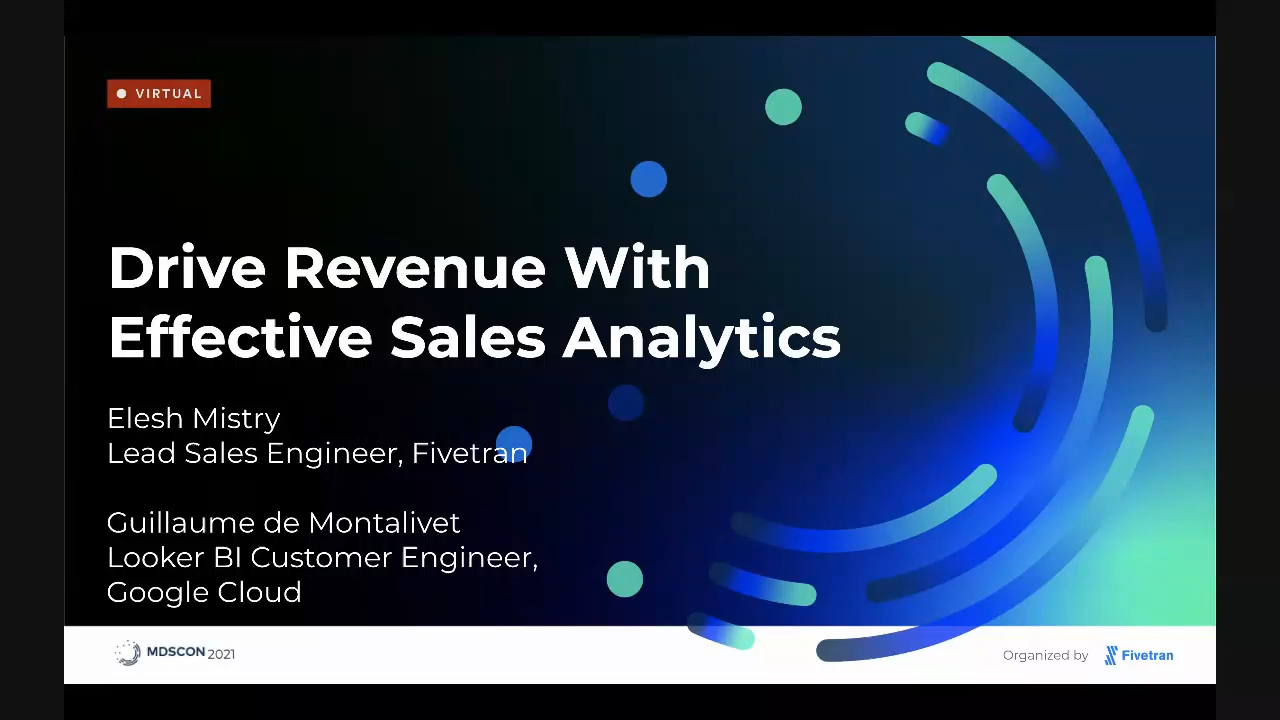 VIRTUAL
Drive Revenue With
Effective Sales Analytics
Elesh Mistry
Lead Sales Engineer, Fivetran
Guillaume de Montalivet
Looker BI Customer Engineer,
Google Cloud
MDSCON 2021
Organized by Fivetran